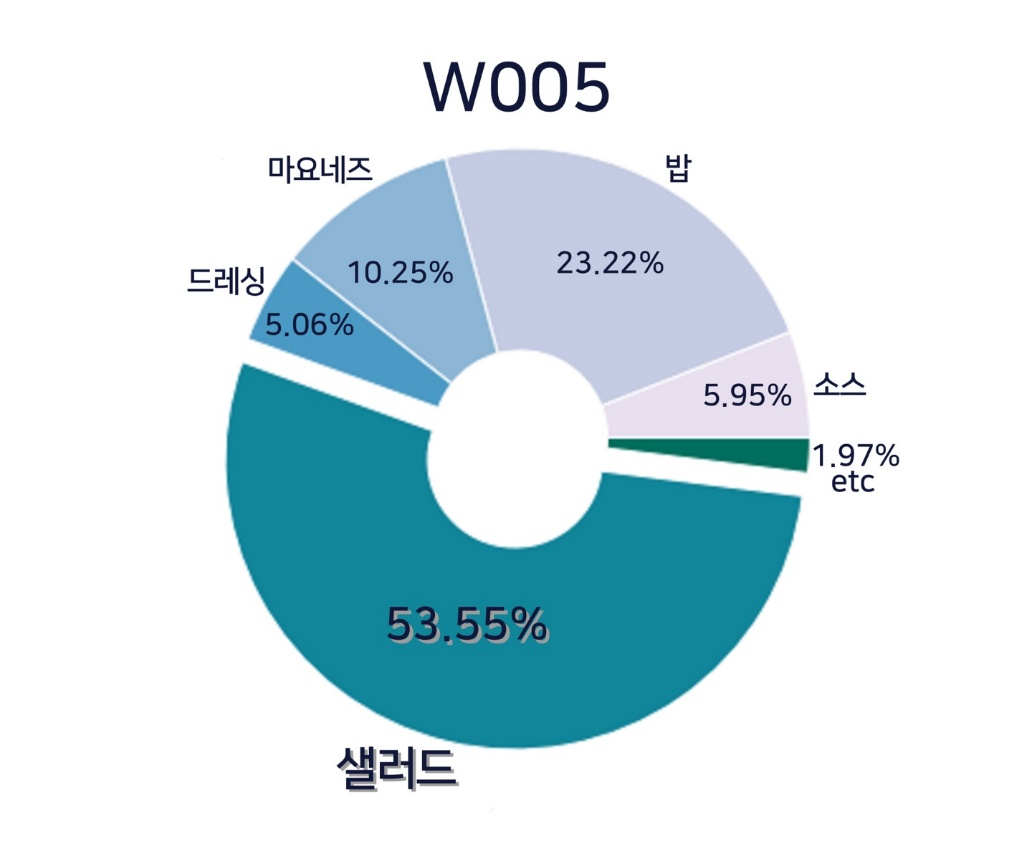 W005
마요네즈
밥
10.25%
23.22%
드레싱
5.06%
소스
5.95%
1.97%
etc
53.55%
샐러드